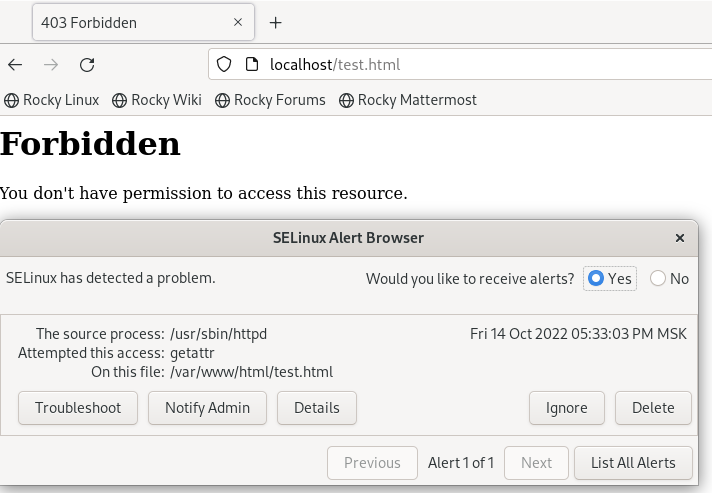 403 Forbidden
localhost/test.html
Rocky Linux Rocky Wiki Rocky Forums Rocky Mattermost
Forbidden
You don't have permission to access this resource.
SELinux Alert Browser
SELinux has detected a problem. Would you like to receive alerts? Yes No
The source process: /usr/sbin/httpd Fri 14 Oct 2022 05:33:03 PM MSK
Attempted this access: getattr
On this file: /var/www/html/test.html
Troubleshoot Notify Admin Details Ignore Delete
Previous Alert 1 of 1 Next List All Alerts